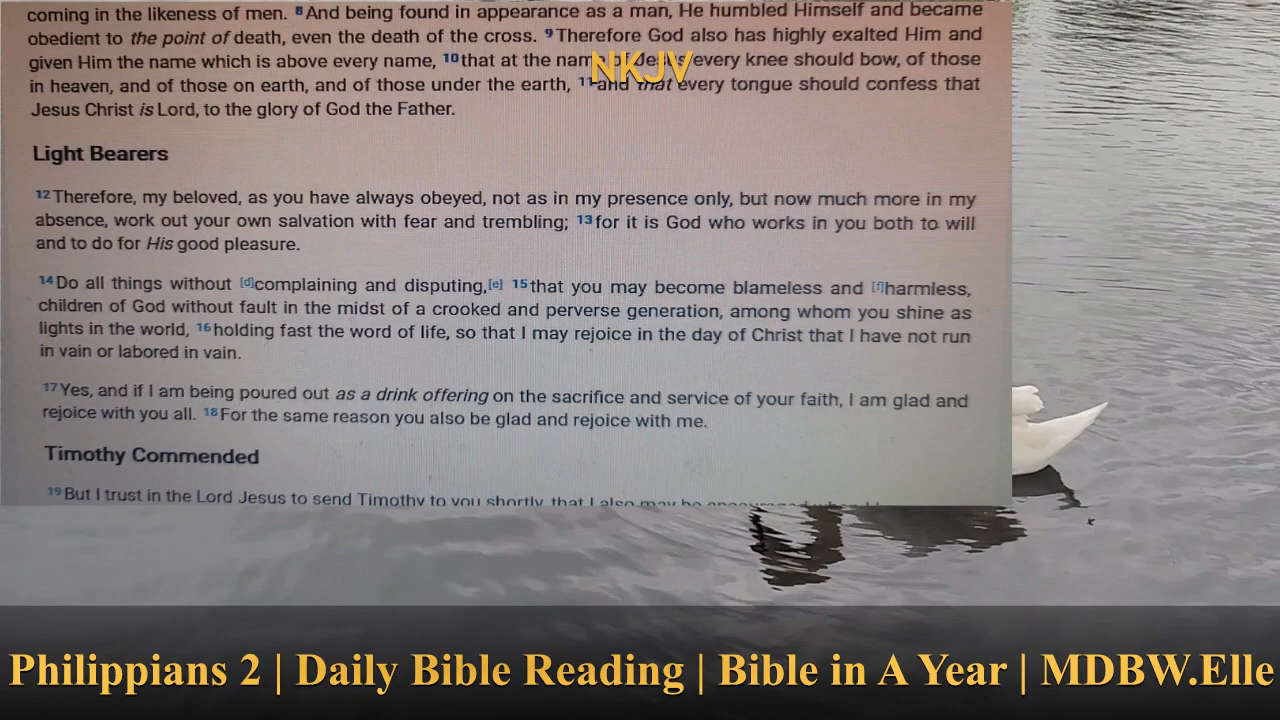 coming in the likeness of men. 8 And being found in appearance as a man, He humbled Himself and became
obedient to the point of death, even the death of the cross. 9 Therefore God also has highly exalted Him and
given Him the name which is above every name, 10 that at the name of Jesus every knee should bow, of those
NKJV
in heaven, and of those on earth, and of those under the earth, 11 and that every tongue should confess that
Jesus Christ is Lord, to the glory of God the Father.
Light Bearers
12 Therefore, my beloved, as you have always obeyed, not as in my presence only, but now much more in my
absence, work out your own salvation with fear and trembling; 13 for it is God who works in you both to will
and to do for His good pleasure.
14 Do all things without [d]complaining and disputing,[e] 15 that you may become blameless and [f]harmless,
children of God without fault in the midst of a crooked and perverse generation, among whom you shine as
lights in the world, 16 holding fast the word of life, so that I may rejoice in the day of Christ that I have not run
in vain or labored in vain.
17 Yes, and if I am being poured out as a drink offering on the sacrifice and service of your faith, I am glad and
rejoice with you all. 18 For the same reason you also be glad and rejoice with me.
Timothy Commended
19 But I trust in the Lord Jesus to send Timothy to you shortly, that I also may be
Philippians 2 | Daily Bible Reading | Bible in A Year | MDBW.Elle